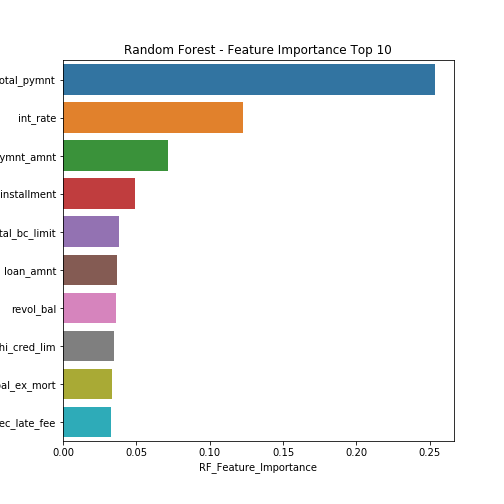 Random Forest - Feature Importance Top 10
otal_pymnt
int_rate
ymnt_amnt
installment
tal_bc_limit
loan_amnt
revol_bal
hi_cred_lim
bal_ex_mort
ec_late_fee
0.00 0.05 0.10 0.15 0.20 0.25
RF_Feature_Importance